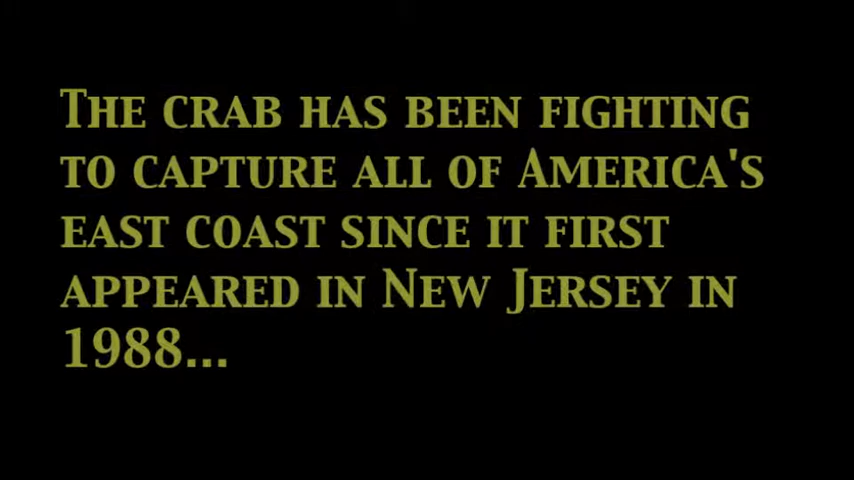 The crab has been fighting
to capture all of America's
east coast since it first
appeared in New Jersey in
1988...